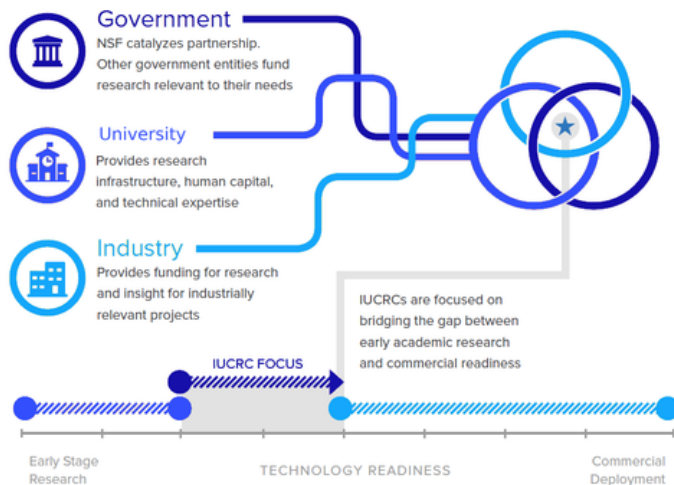 Government
NSF catalyzes partnership.
Other government entities fund
research relevant to their needs
University
Provides research
infrastructure, human capital,
and technical expertise
Industry
Provides funding for research
and insight for industrially
relevant projects
IUCRCs are focused on
bridging the gap between
early academic research
and commercial readiness
IUCRC FOCUS
Early Stage
Research
TECHNOLOGY READINESS
Commercial
Deployment